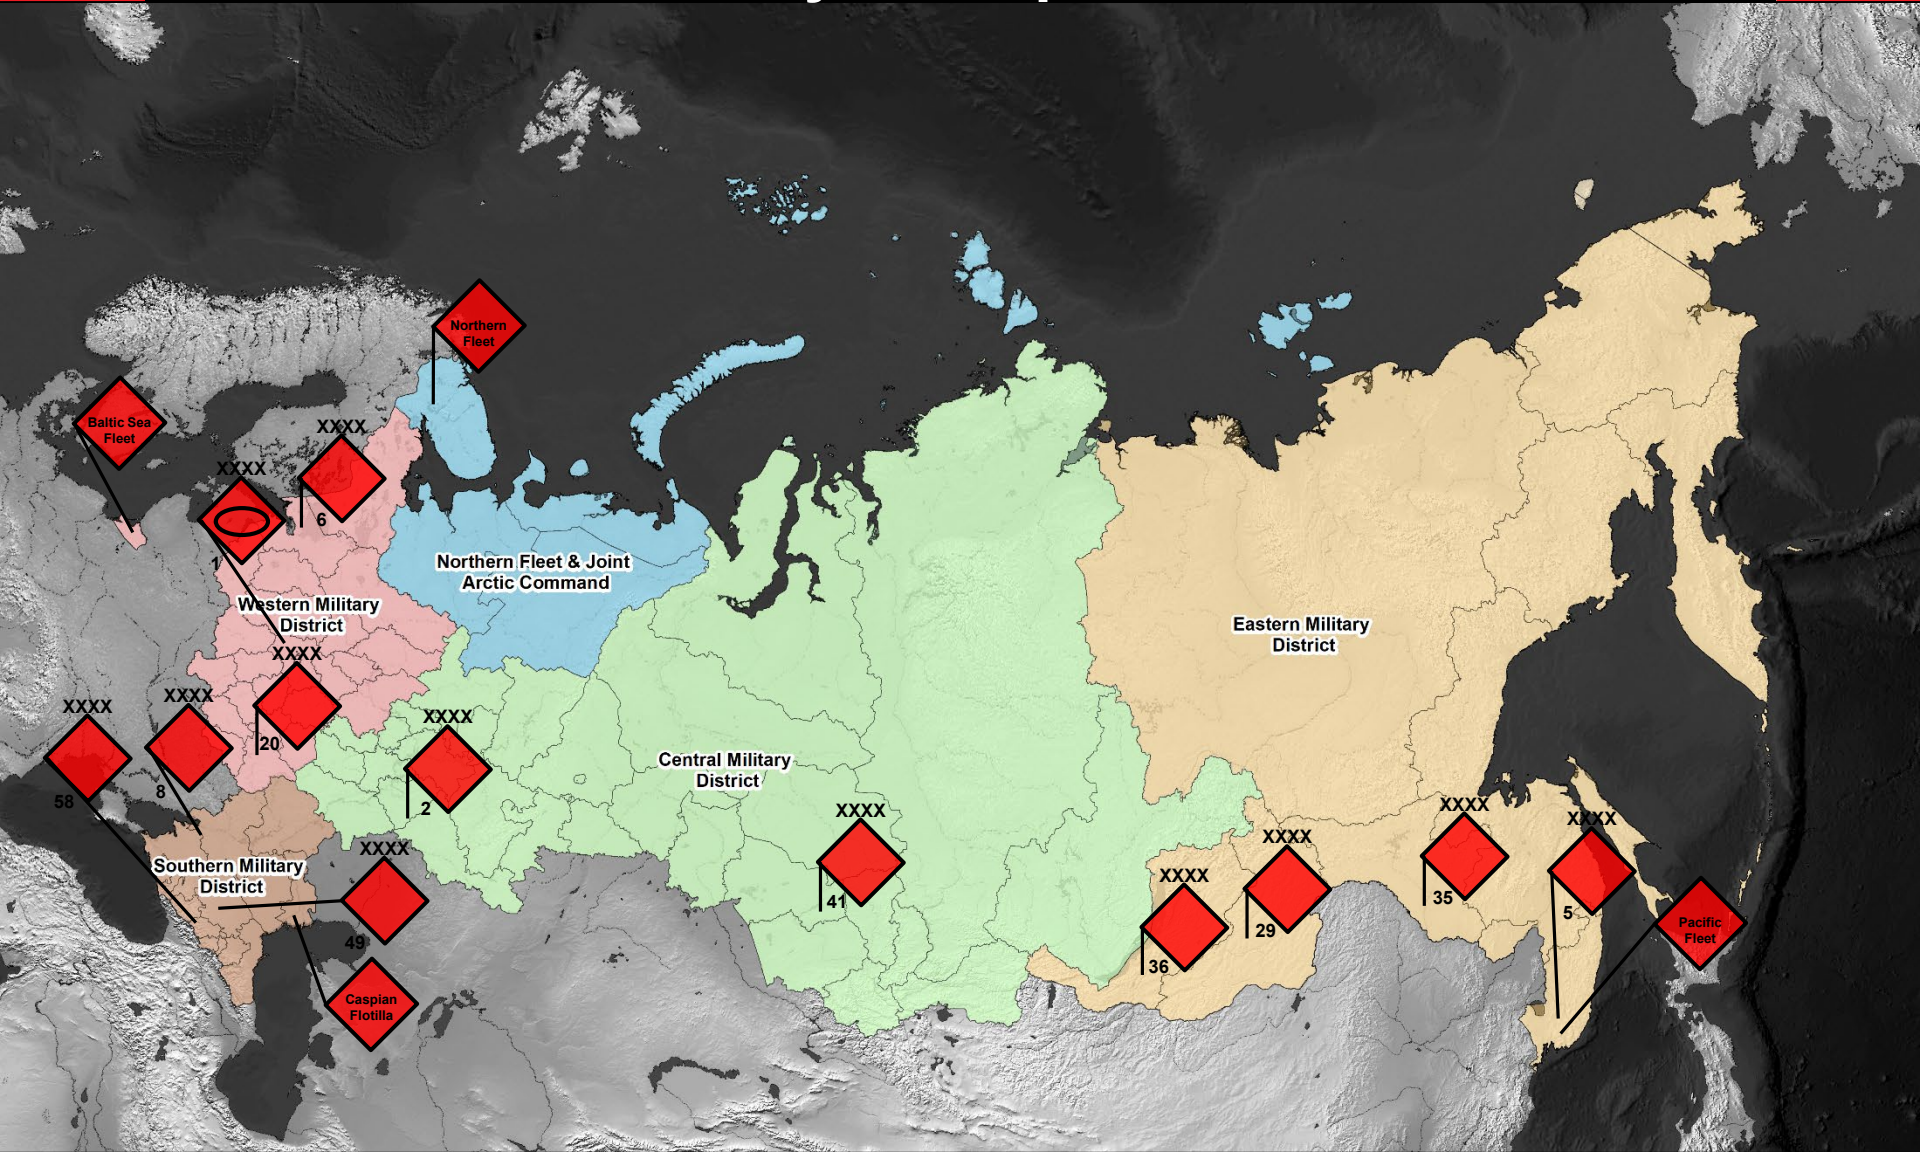 Northern
Fleet
Baltic Sea
Fleet
XXXX
6
XXXX
1
Northern Fleet & Joint
Arctic Command
Western Military
District
Eastern Military
District
XXXX
20
XXXX
8
XXXX
58
XXXX
2
Central Military
District
XXXX
41
XXXX
35
XXXX
5
XXXX
29
XXXX
36
Southern Military
District
XXXX
49
Pacific
Fleet
Caspian
Flotilla